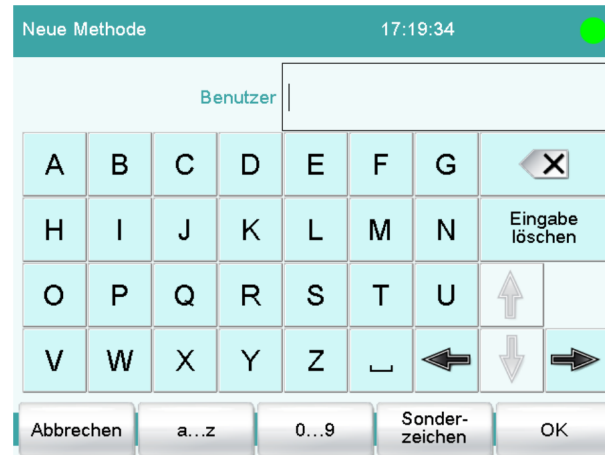 Neue Methode 17:19:34
Benutzer
A B C D E F G
H I J K L M N Eingabe
löschen
O P Q R S T U
V W X Y Z
Abbrechen a...z 0...9 Sonder-
zeichen OK